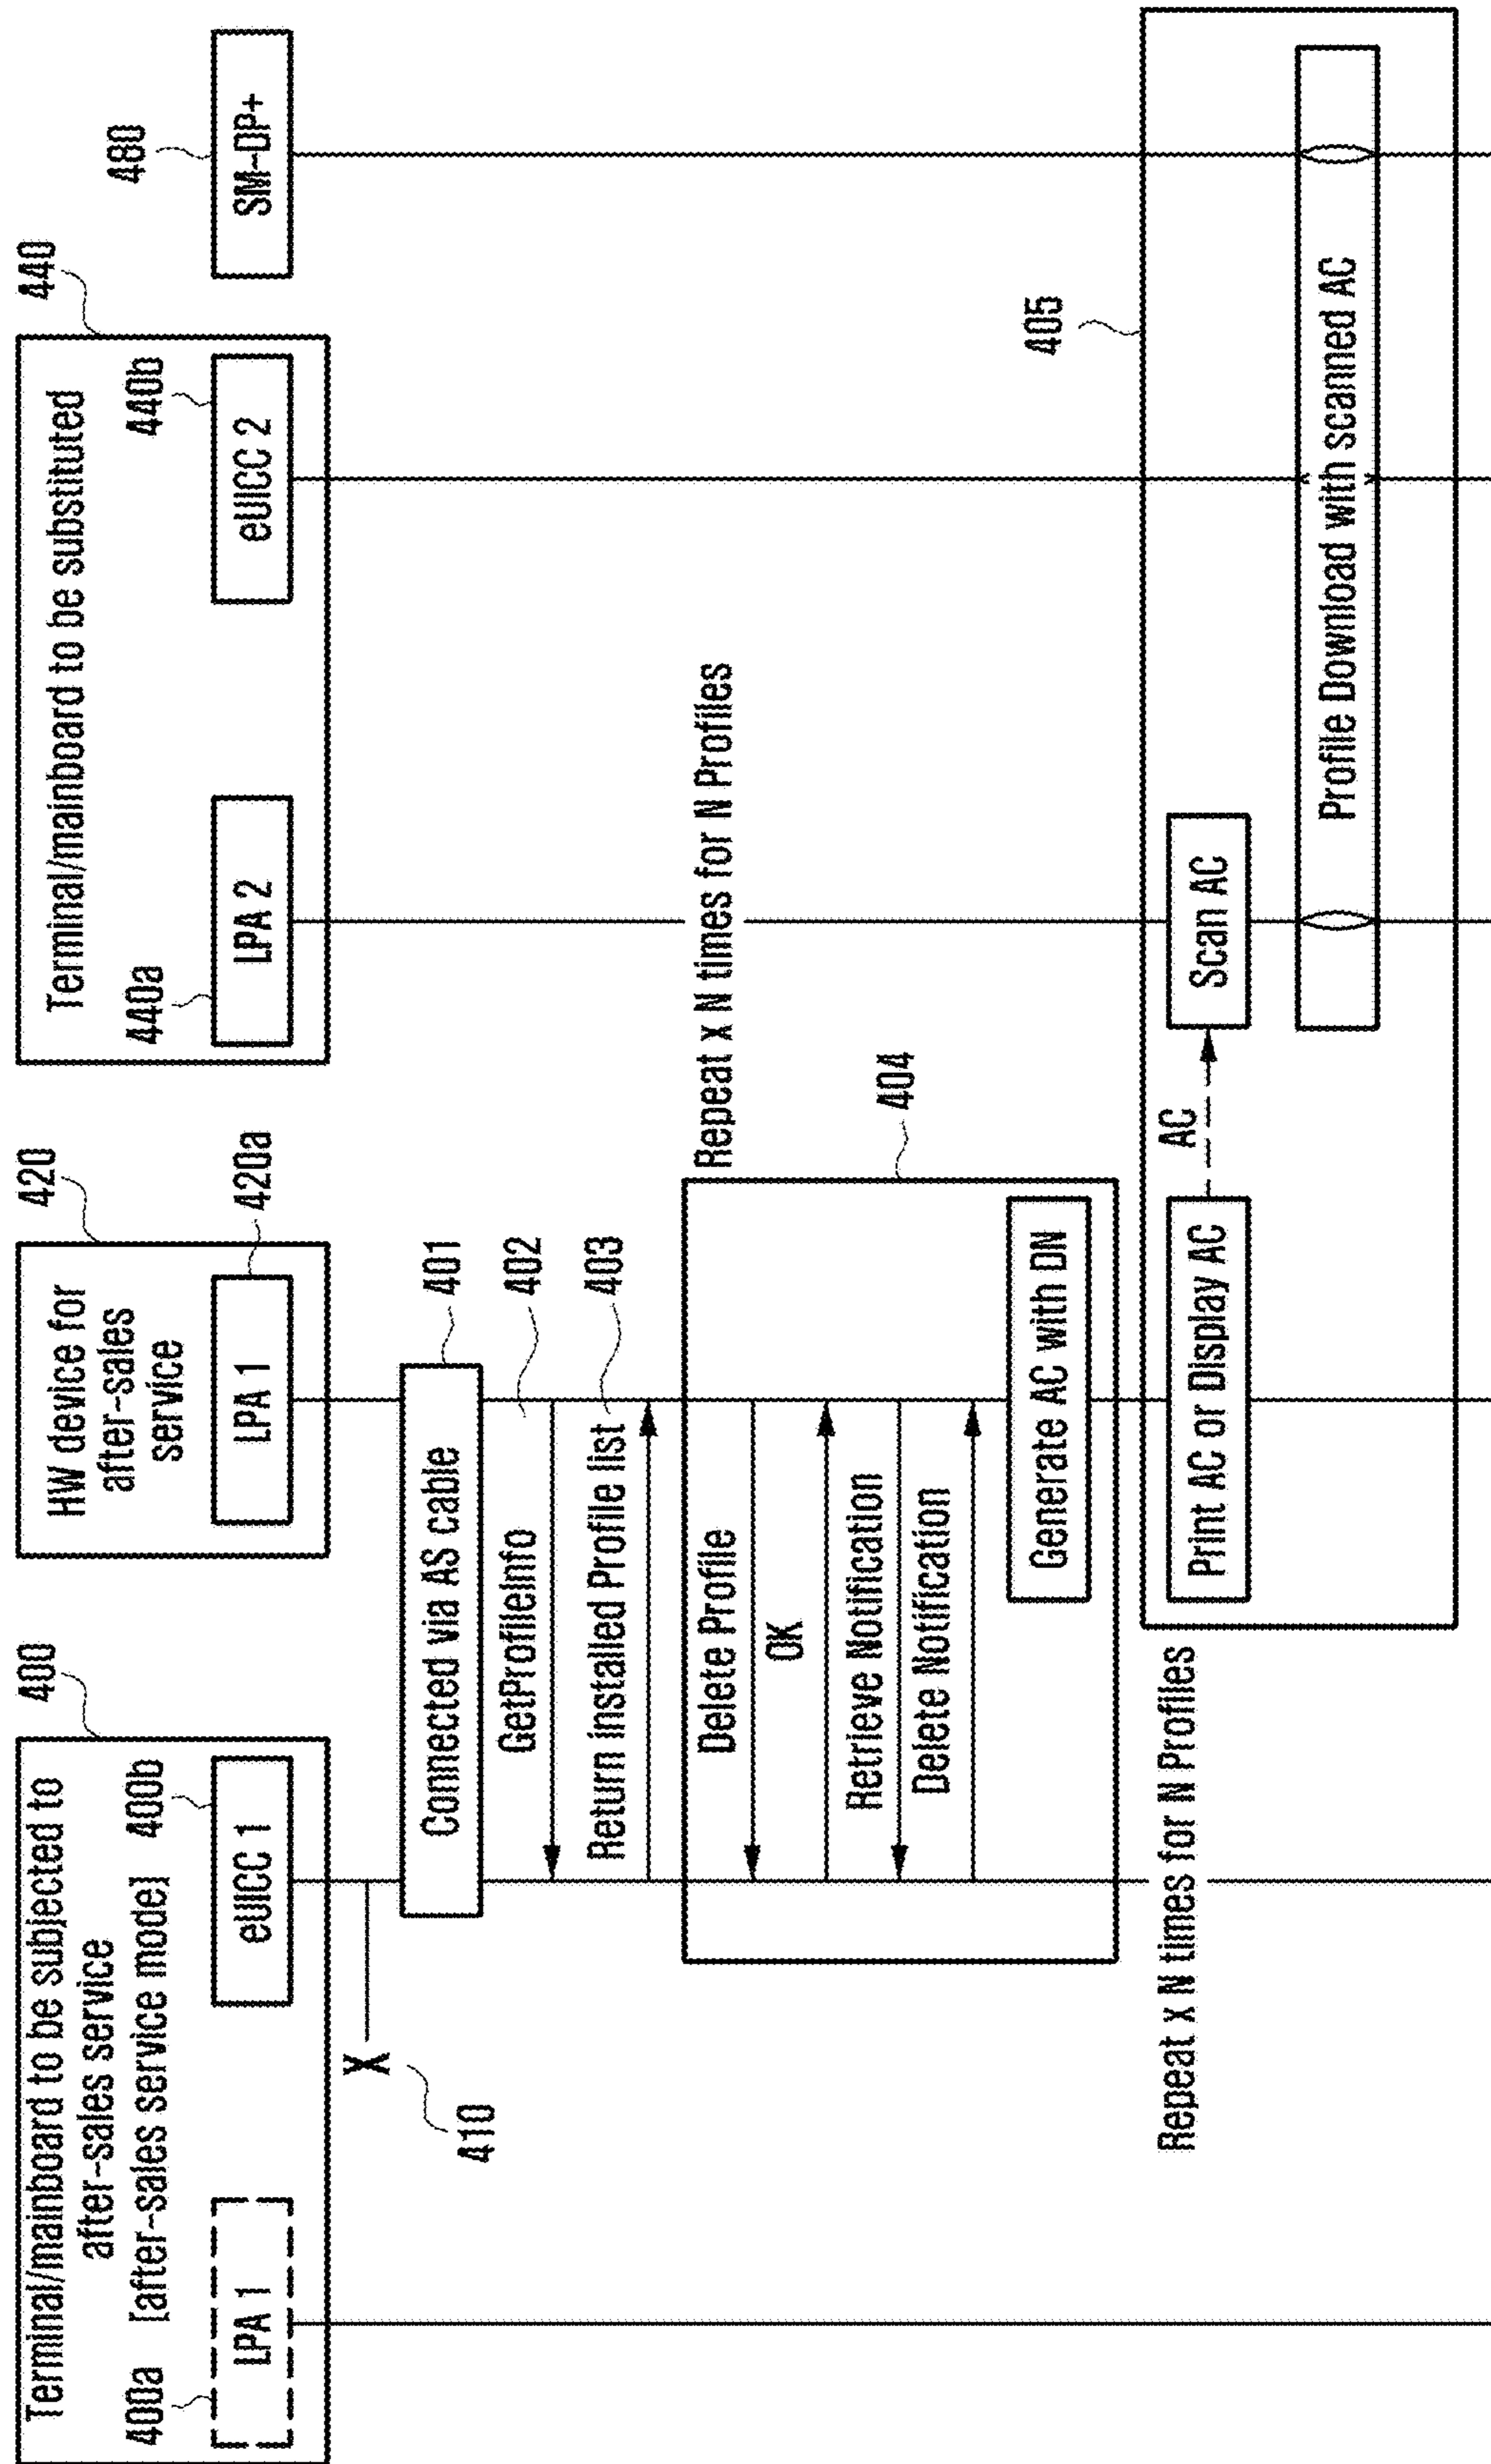 400
Terminal/mainboard to be subjected to
after-sales service
400a
[after-sales service mode]
400b
LPA 1
eUICC 1
420
HW device for
after-sales
service
420a
LPA 1
440
Terminal/mainboard to be substituted
440a
440b
LPA 2
eUICC 2
480
SM-DP+
X
410
Connected via AS cable
401
GetProfileInfo
402
Return installed Profile list
403
Repeat x N times for N Profiles
404
Delete Profile
OK
Retrieve Notification
Delete Notification
Generate AC with DN
Repeat x N times for N Profiles
405
Print AC or Display AC
AC
Scan AC
Profile Download with scanned AC